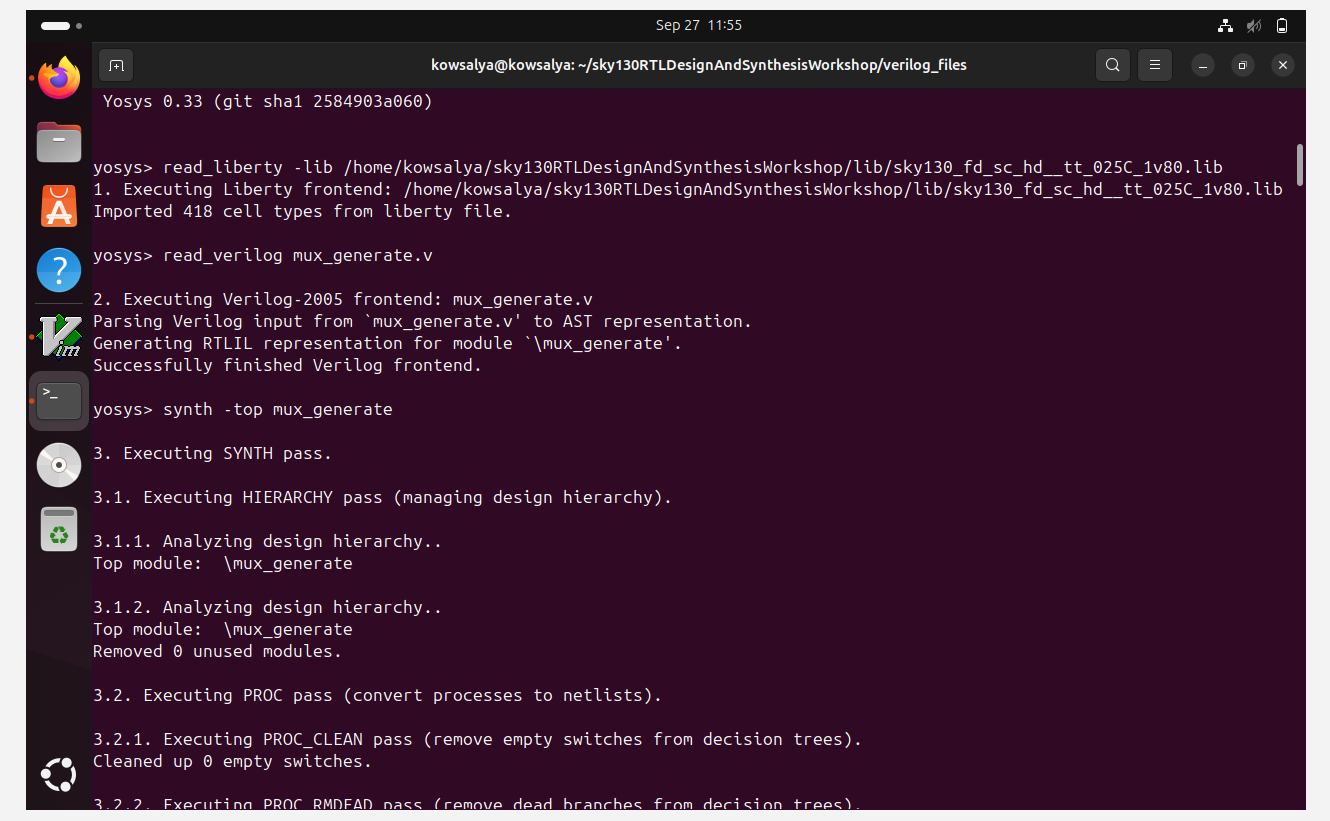 Sep 27 11:55
kowsalya@kowsalya: ~/sky130RTLDesignAndSynthesisWorkshop/verilog_files
Yosys 0.33 (git sha1 2584903a060)
yosys> read_liberty -lib /home/kowsalya/sky130RTLDesignAndSynthesisWorkshop/lib/sky130_fd_sc_hd__tt_025C_1v80.lib
1. Executing Liberty frontend: /home/kowsalya/sky130RTLDesignAndSynthesisWorkshop/lib/sky130_fd_sc_hd__tt_025C_1v80.lib
Imported 418 cell types from liberty file.
yosys> read_verilog mux_generate.v
2. Executing Verilog-2005 frontend: mux_generate.v
Parsing Verilog input from `mux_generate.v' to AST representation.
Generating RTLIL representation for module `\mux_generate'.
Successfully finished Verilog frontend.
yosys> synth -top mux_generate
3. Executing SYNTH pass.
3.1. Executing HIERARCHY pass (managing design hierarchy).
3.1.1. Analyzing design hierarchy..
Top module:  \mux_generate
3.1.2. Analyzing design hierarchy..
Top module:  \mux_generate
Removed 0 unused modules.
3.2. Executing PROC pass (convert processes to netlists).
3.2.1. Executing PROC_CLEAN pass (remove empty switches from decision trees).
Cleaned up 0 empty switches.
3.2.2. Executing PROC_RMDEAD pass (remove dead branches from decision trees).